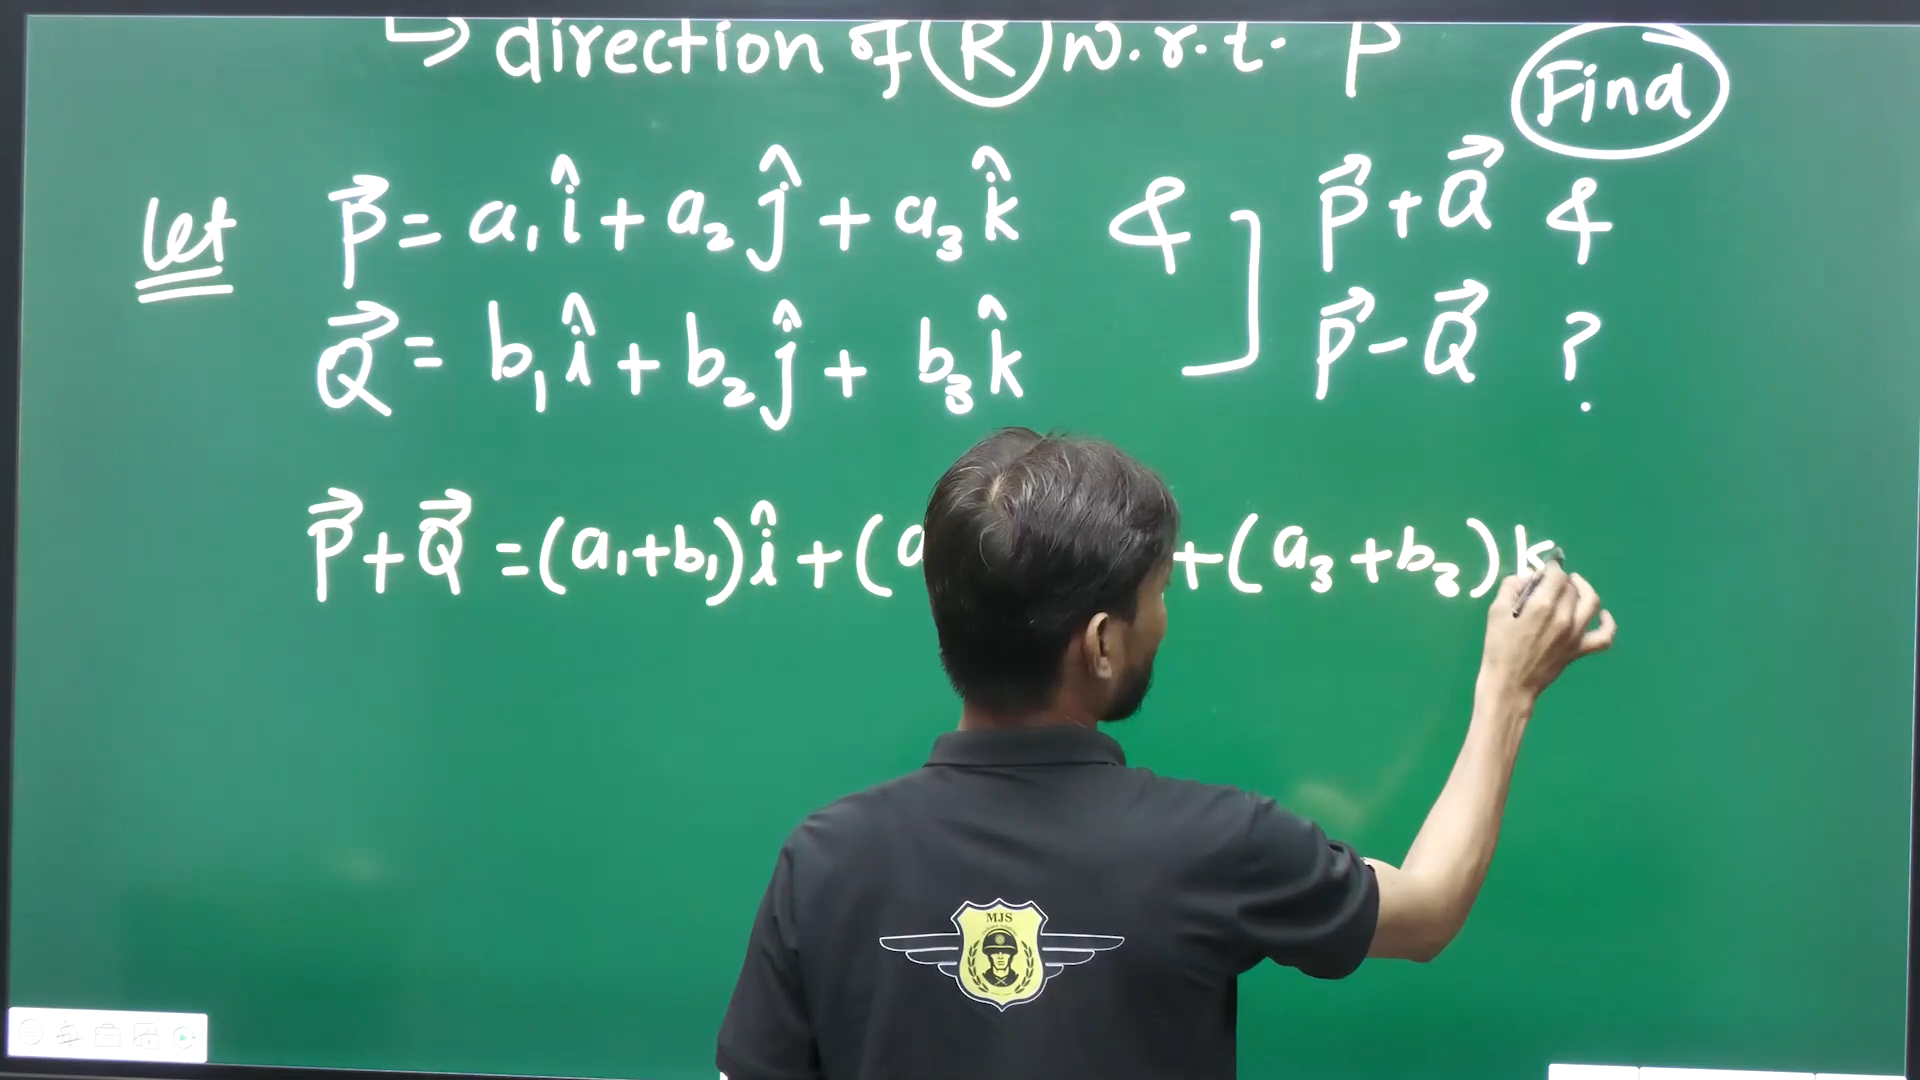 ↳ direction of R w.r.t. P
Find
Let P⃗ = a₁î + a₂ĵ + a₃k̂ & ] P⃗+Q⃗ &
Q⃗ = b₁î + b₂ĵ + b₃k̂ P⃗-Q⃗ ?
P⃗+Q⃗ = (a₁+b₁)î + (a +(a₃+b₃)k
MJS